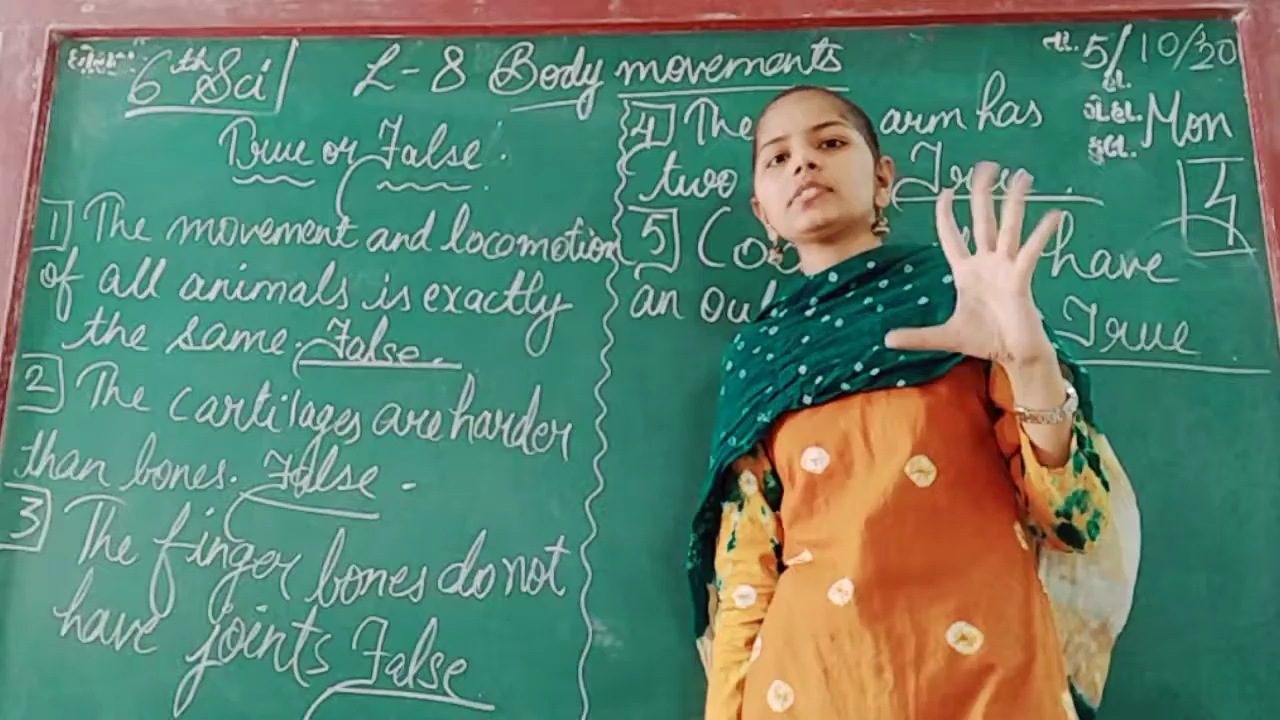 6th Sci
L-8 Body movements
તા. 5/10/20
Mon
4
True or False.
1] The movement and locomotion
of all animals is exactly
the same. False.
2] The cartilages are harder
than bones. False.
3] The finger bones do not
have joints False
4] The arm has
two True.
5] have
an True